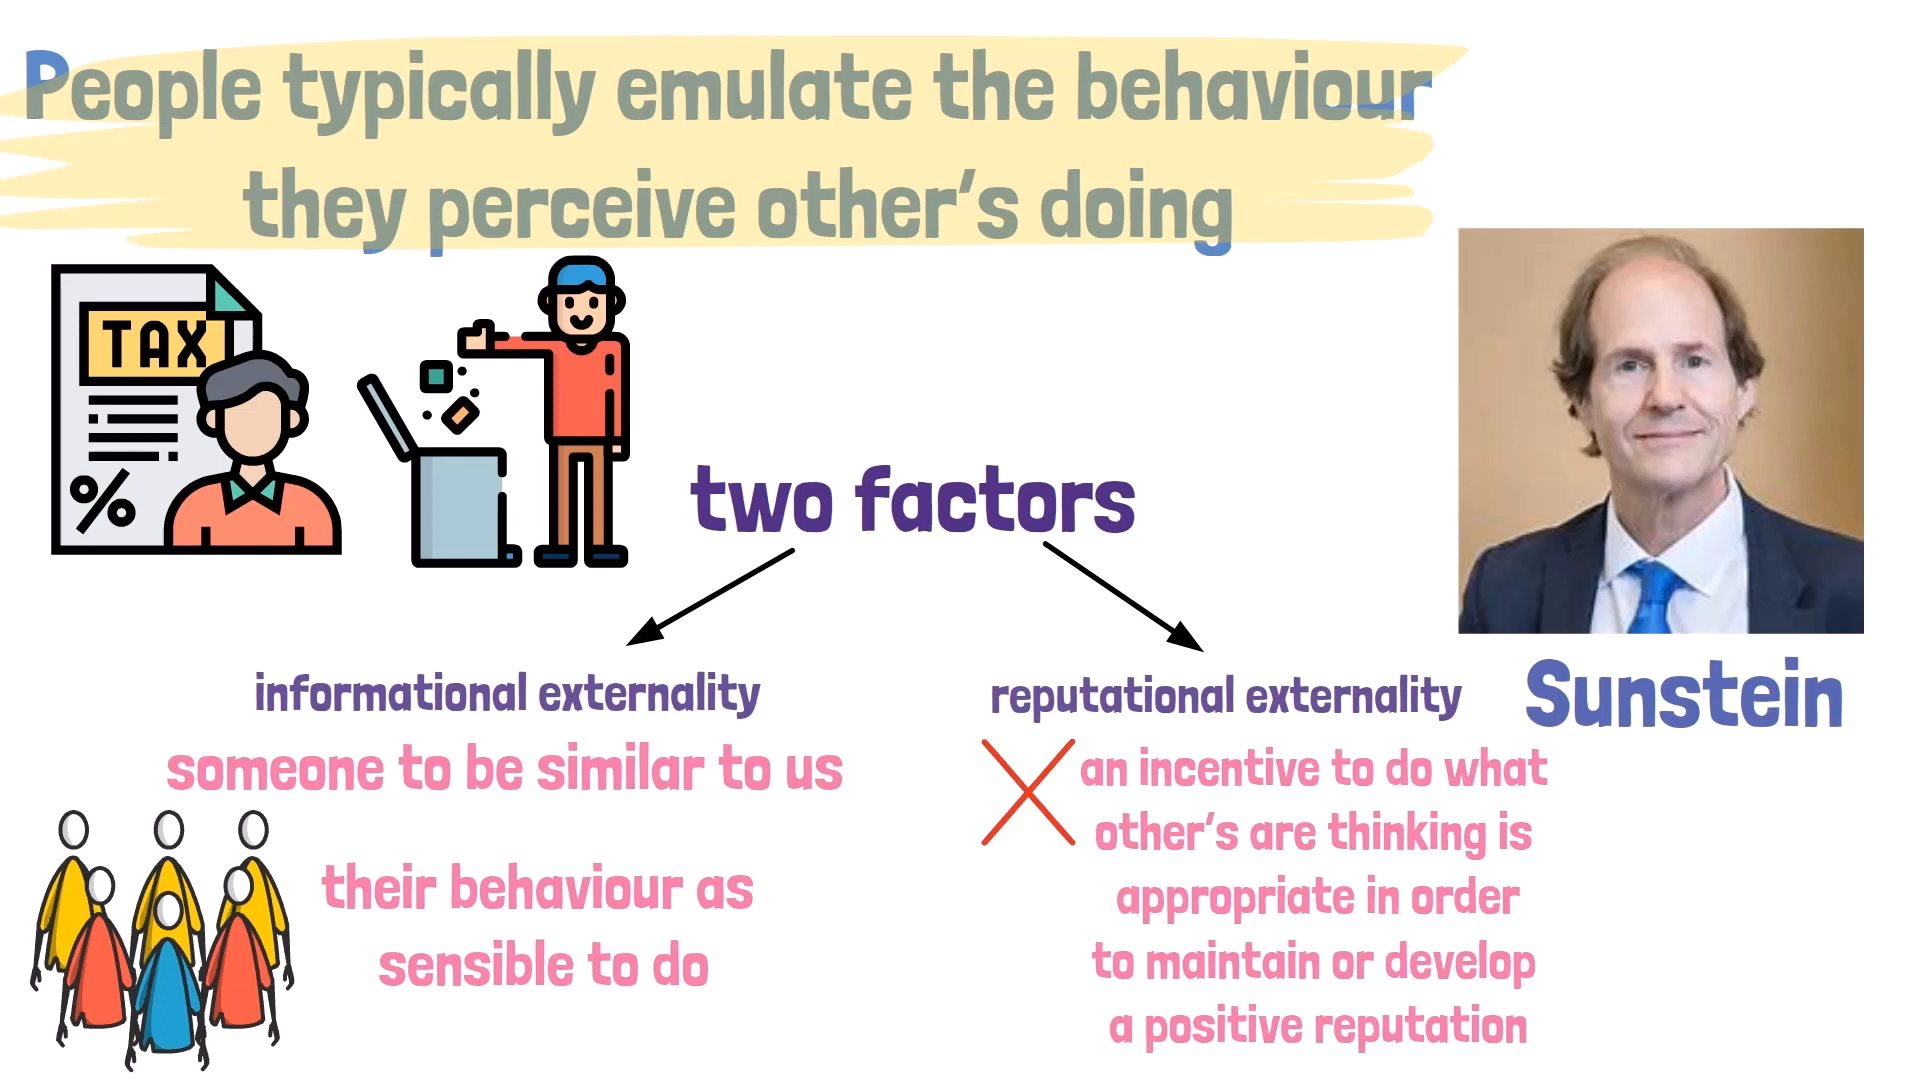 People typically emulate the behaviour
they perceive other's doing
TAX
%
two factors
informational externality
someone to be similar to us
their behaviour as
sensible to do
reputational externality
an incentive to do what
other's are thinking is
appropriate in order
to maintain or develop
a positive reputation
Sunstein